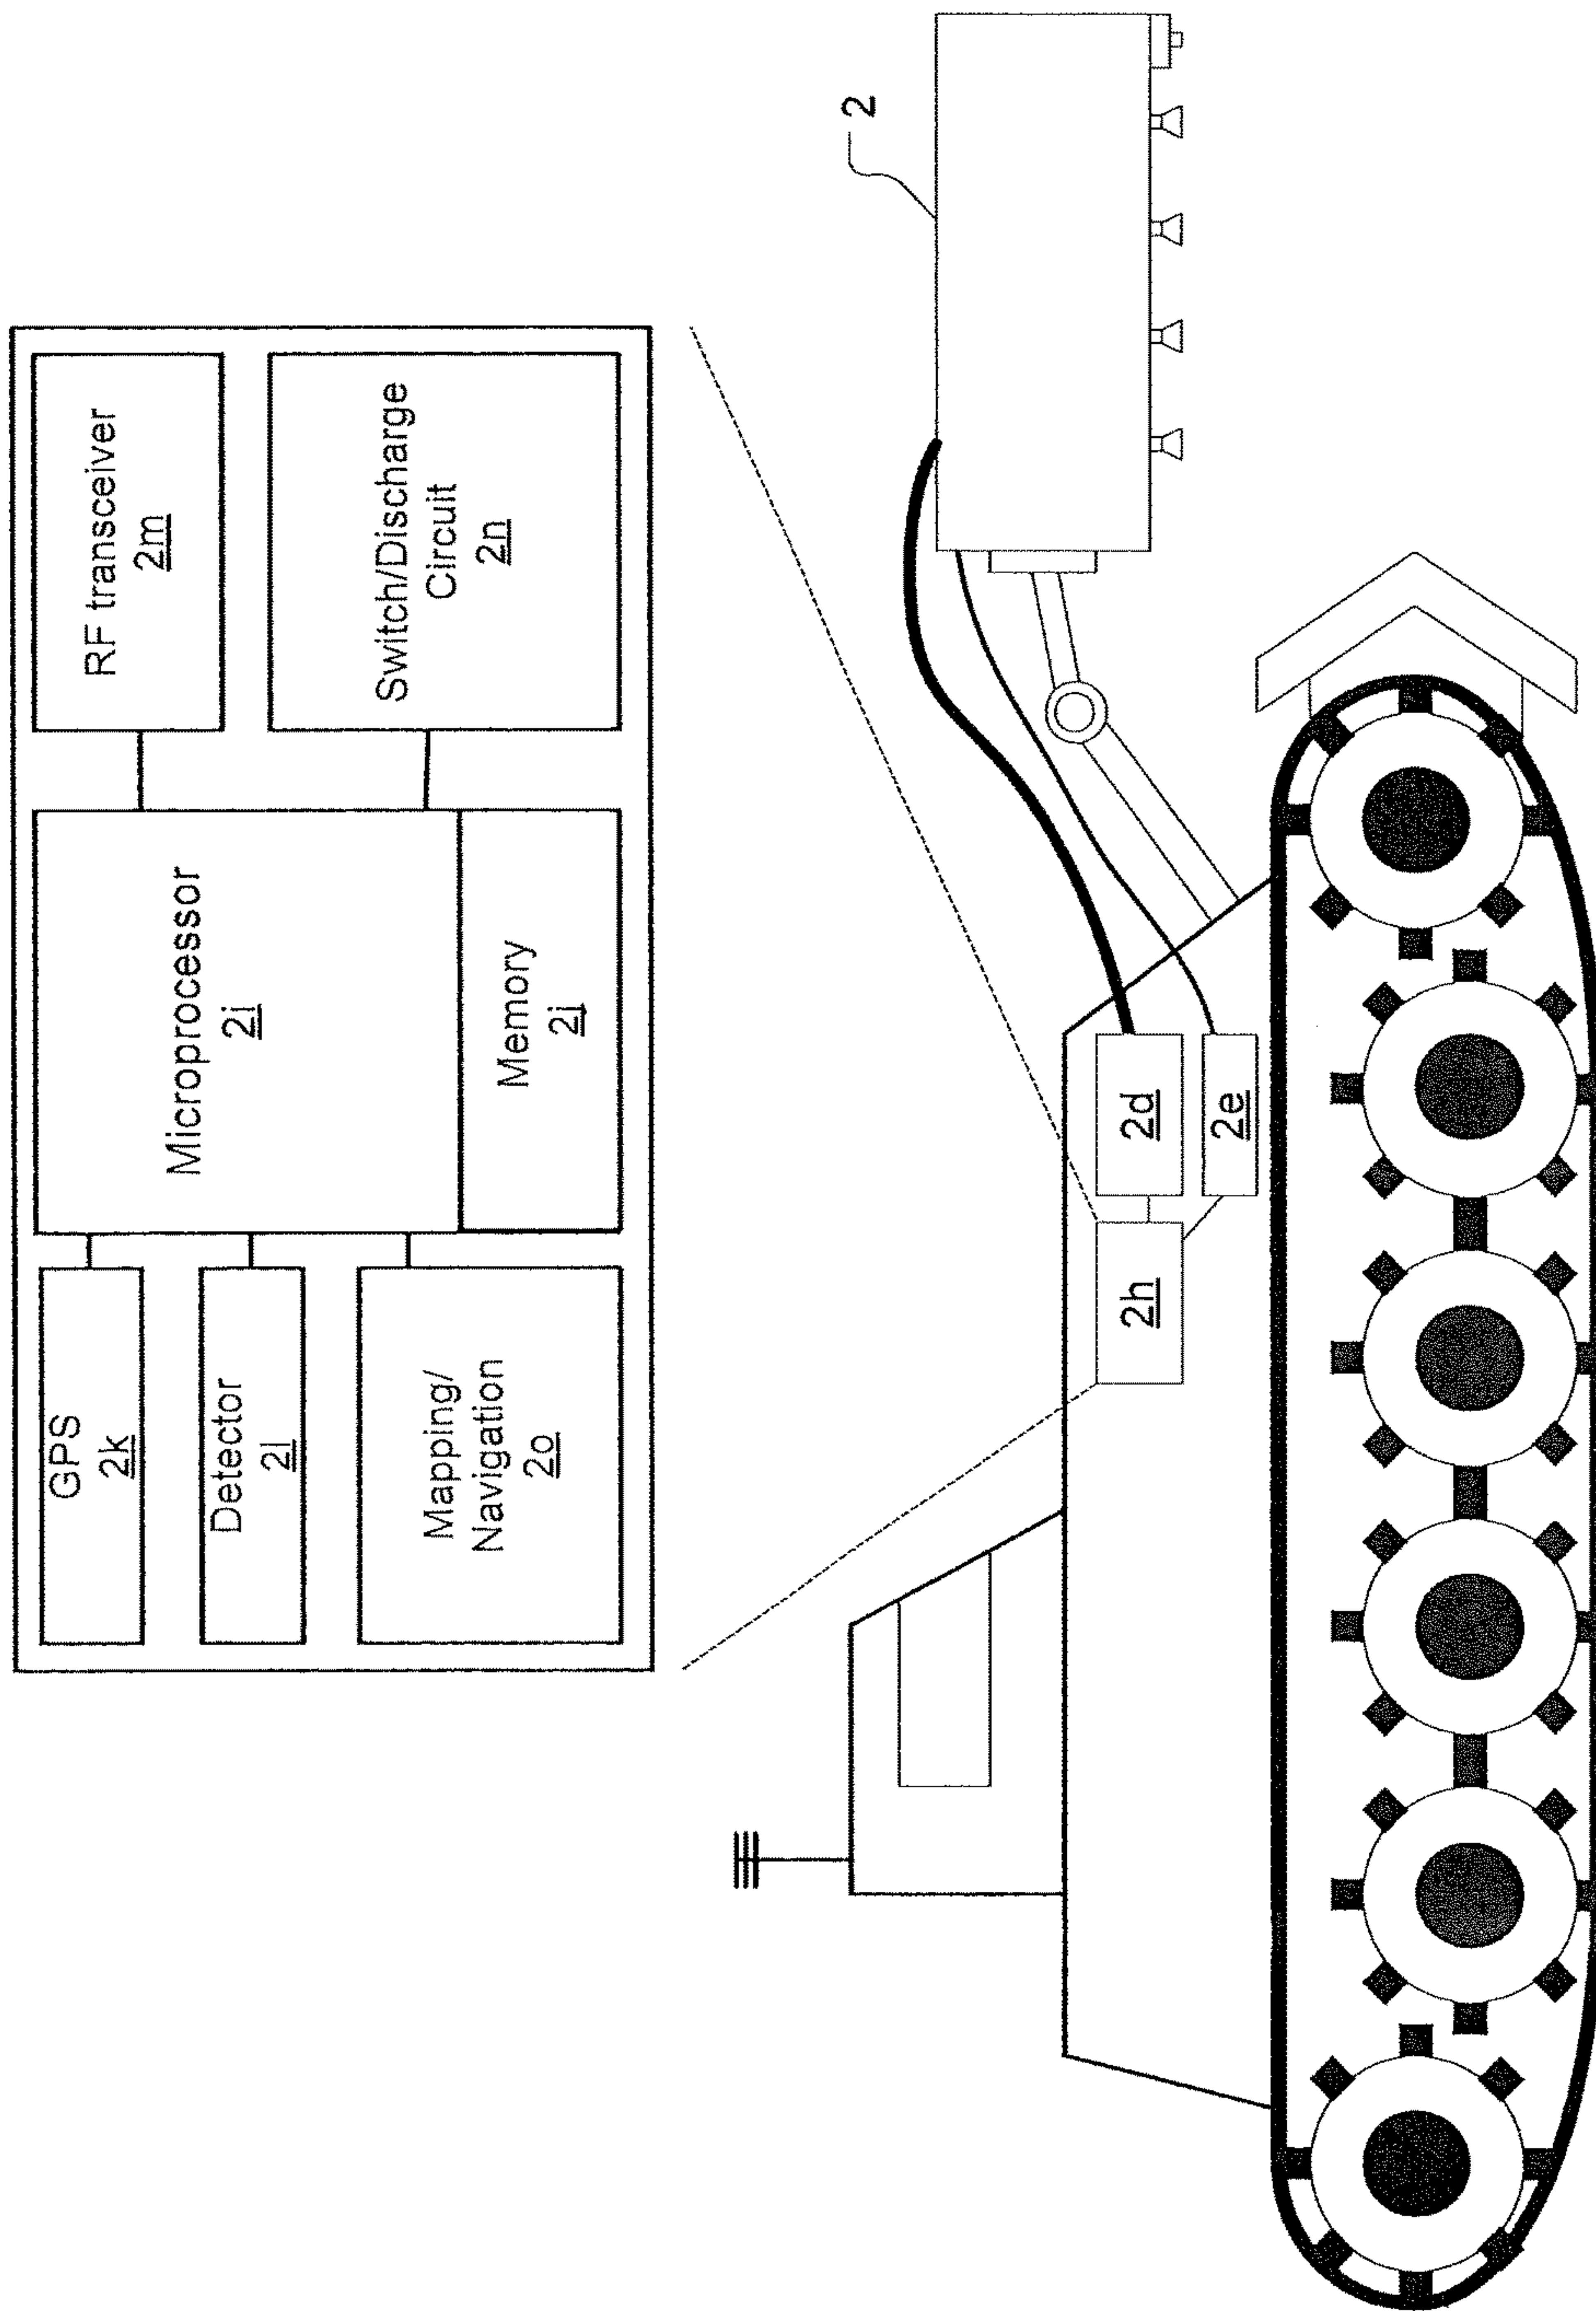 GPS
2k
Detector
2l
Mapping/
Navigation
2o
Microprocessor
2i
Memory
2j
RF transceiver
2m
Switch/Discharge
Circuit
2n
2
2h
2d
2e